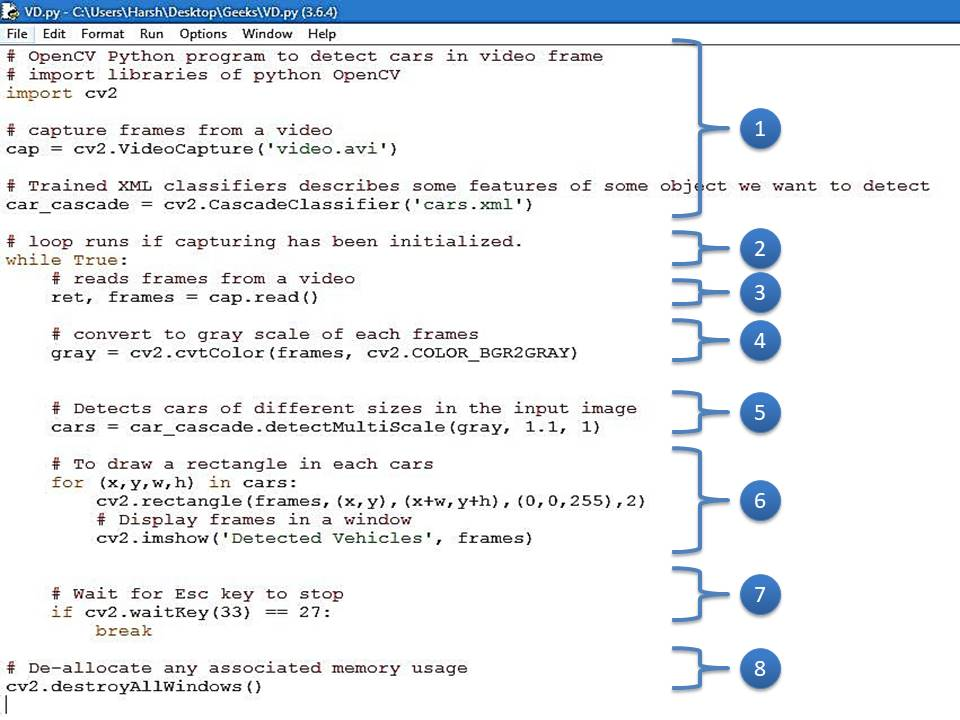 VD.py - C:\Users\Harsh\Desktop\Geeks\VD.py (3.6.4)
File Edit Format Run Options Window Help
# OpenCV Python program to detect cars in video frame
# import libraries of python OpenCV
import cv2
# capture frames from a video
cap = cv2.VideoCapture('video.avi')
1
# Trained XML classifiers describes some features of some object we want to detect
car_cascade = cv2.CascadeClassifier('cars.xml')
# loop runs if capturing has been initialized.
while True:
2
# reads frames from a video
ret, frames = cap.read()
3
# convert to gray scale of each frames
gray = cv2.cvtColor(frames, cv2.COLOR_BGR2GRAY)
4
# Detects cars of different sizes in the input image
cars = car_cascade.detectMultiScale(gray, 1.1, 1)
5
# To draw a rectangle in each cars
for (x,y,w,h) in cars:
cv2.rectangle(frames,(x,y),(x+w,y+h),(0,0,255),2)
# Display frames in a window
cv2.imshow('Detected Vehicles', frames)
6
# Wait for Esc key to stop
if cv2.waitKey(33) == 27:
break
7
# De-allocate any associated memory usage
cv2.destroyAllWindows()
8